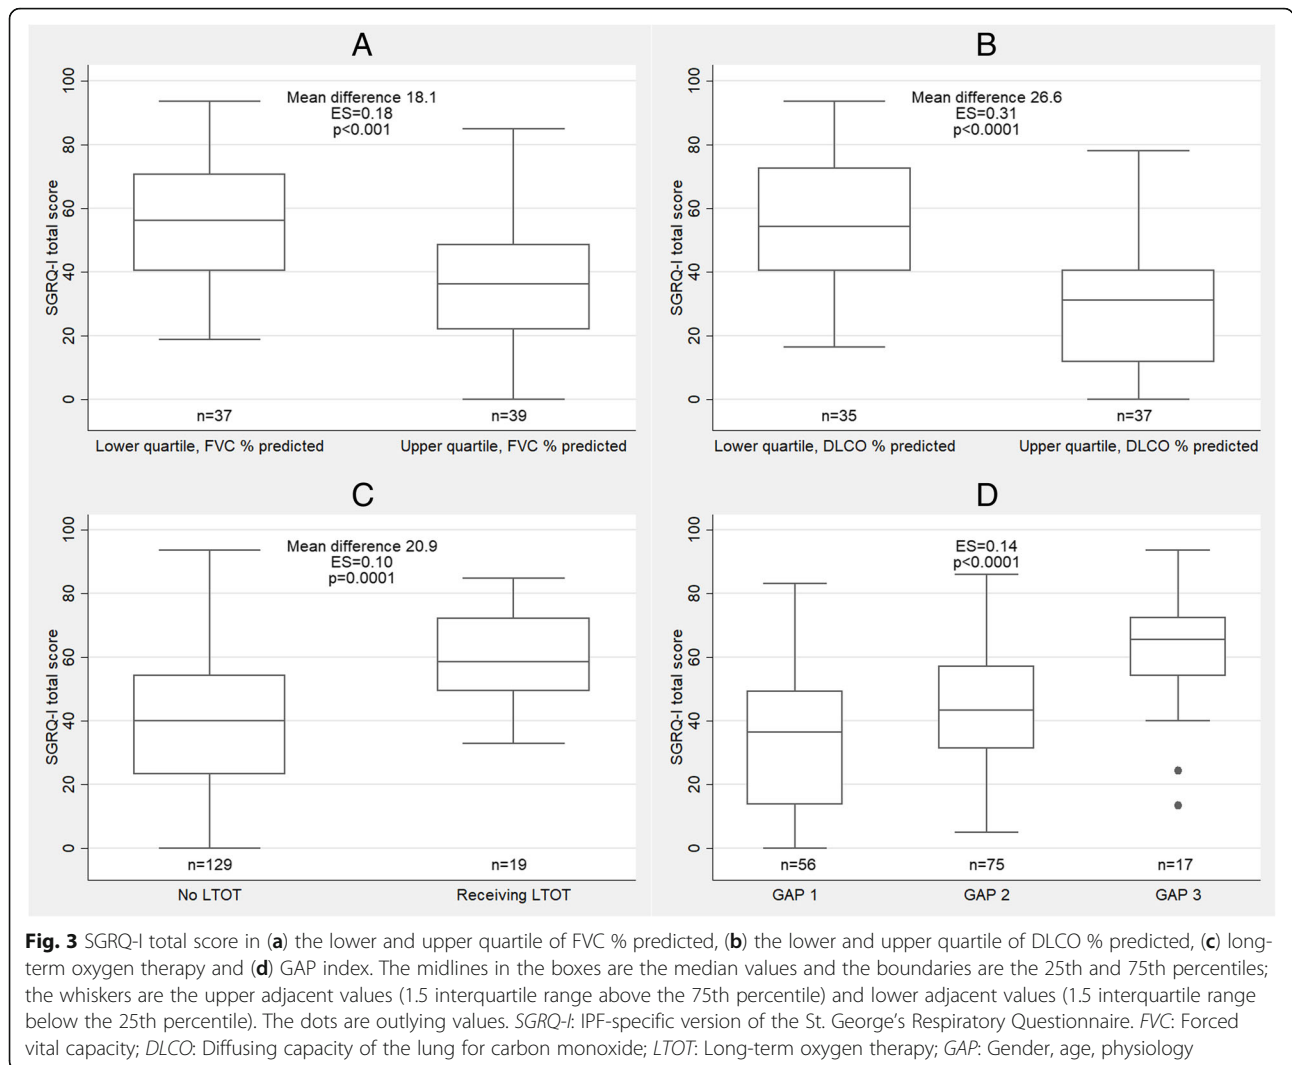 A
SGRQ-I total score
100
80
60
40
20
0
Mean difference 18.1
ES=0.18
p<0.001
n=37
n=39
Lower quartile, FVC % predicted
Upper quartile, FVC % predicted
B
SGRQ-I total score
100
80
60
40
20
0
Mean difference 26.6
ES=0.31
p<0.0001
n=35
n=37
Lower quartile, DLCO % predicted
Upper quartile, DLCO % predicted
C
SGRQ-I total score
100
80
60
40
20
0
Mean difference 20.9
ES=0.10
p=0.0001
n=129
n=19
No LTOT
Receiving LTOT
D
SGRQ-I total score
100
80
60
40
20
0
ES=0.14
p<0.0001
n=56
n=75
n=17
GAP 1
GAP 2
GAP 3
Fig. 3 SGRQ-I total score in (a) the lower and upper quartile of FVC % predicted, (b) the lower and upper quartile of DLCO % predicted, (c) long-
term oxygen therapy and (d) GAP index. The midlines in the boxes are the median values and the boundaries are the 25th and 75th percentiles;
the whiskers are the upper adjacent values (1.5 interquartile range above the 75th percentile) and lower adjacent values (1.5 interquartile range
below the 25th percentile). The dots are outlying values. SGRQ-I: IPF-specific version of the St. George's Respiratory Questionnaire. FVC: Forced
vital capacity; DLCO: Diffusing capacity of the lung for carbon monoxide; LTOT: Long-term oxygen therapy; GAP: Gender, age, physiology